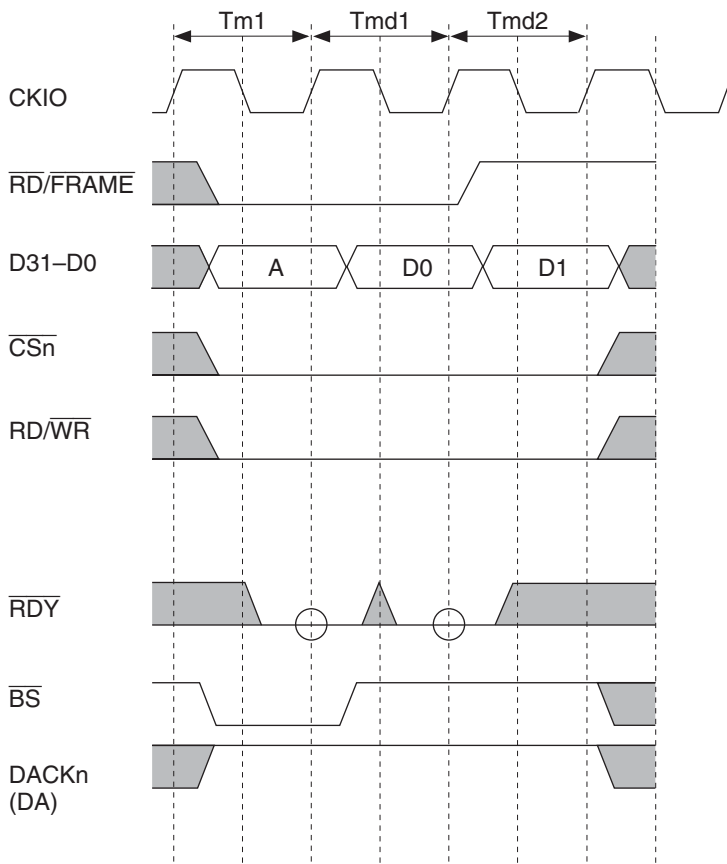 Tm1 Tmd1 Tmd2
CKIO
RD/FRAME
D31–D0 A D0 D1
CSn
RD/WR
RDY
BS
DACKn
(DA)